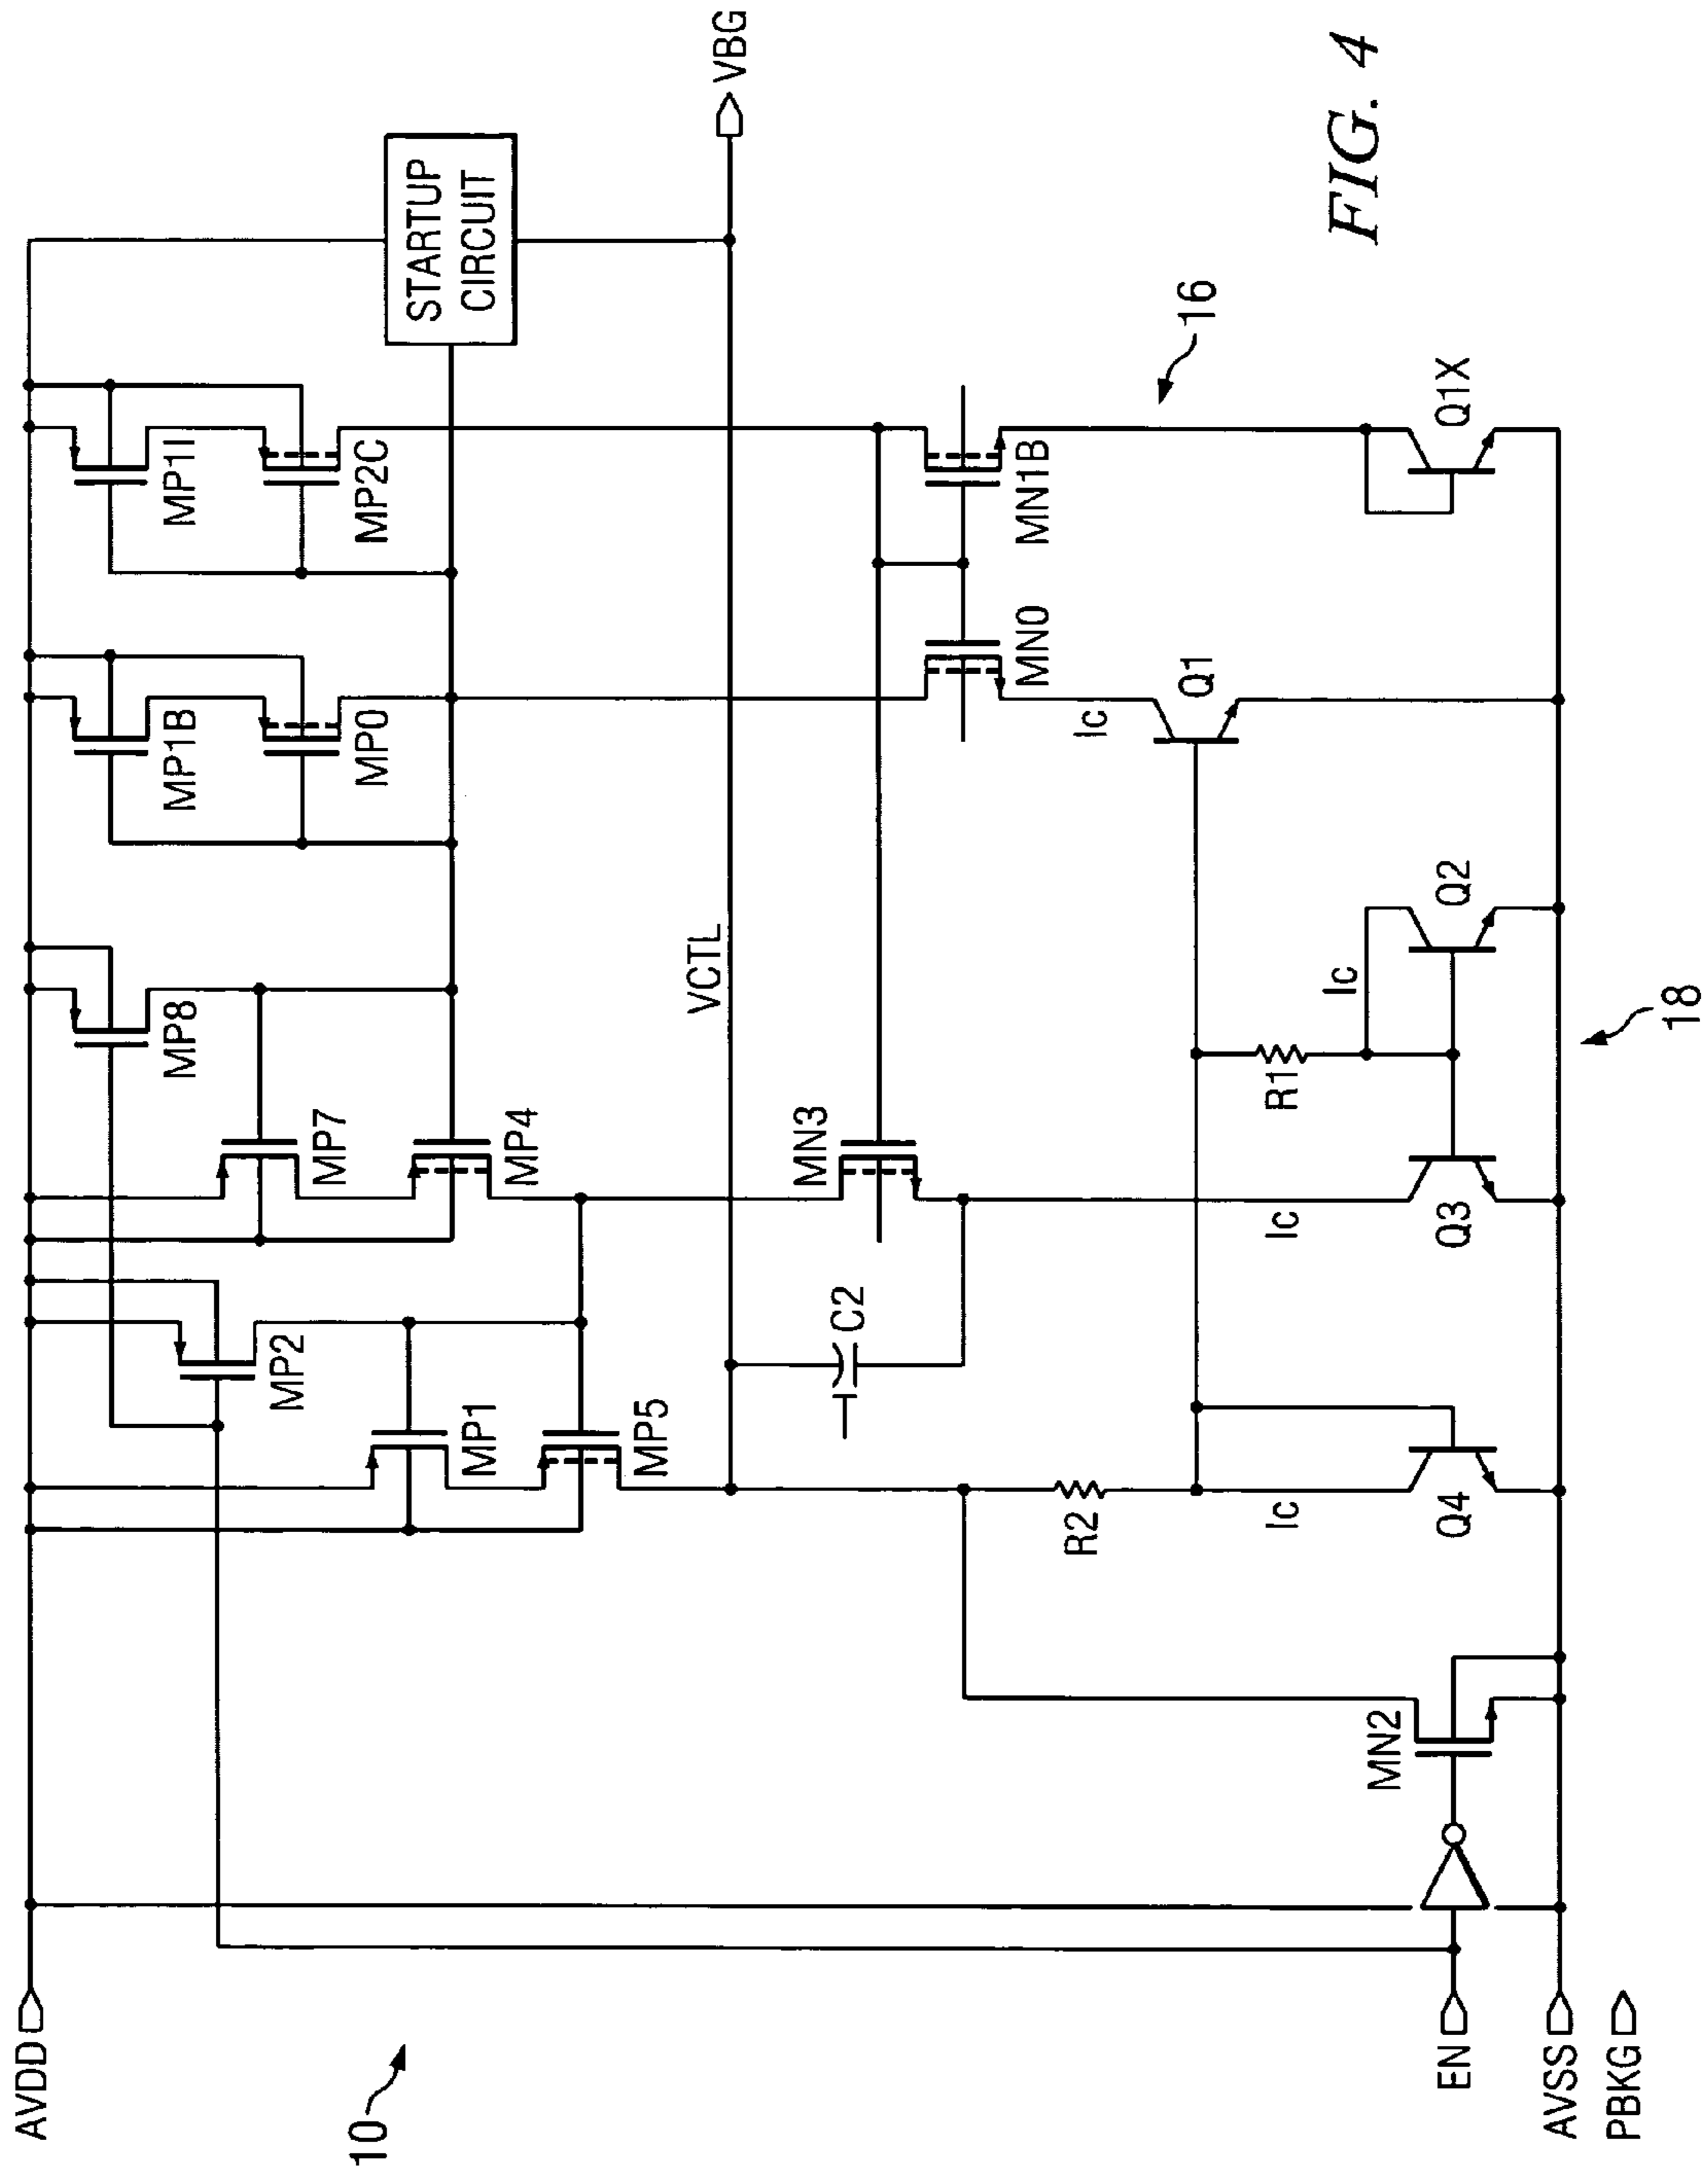 AVDD
10
MP1I
MP1B
MP8
MP2C
MP0
MP7
MP2
MP4
MP1
MP5
STARTUP
CIRCUIT
VCTL
VBG
C2
MN3
MN0
MN1B
16
R2
Ic
Q1
R1
Ic
Ic
Ic
Q4
Q3
Q2
Q1X
MN2
EN
AVSS
PBKG
18
FIG. 4